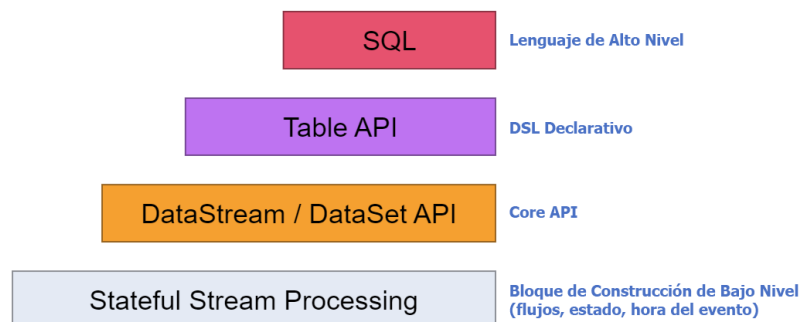 SQL
Lenguaje de Alto Nivel
Table API
DSL Declarativo
DataStream / DataSet API
Core API
Stateful Stream Processing
Bloque de Construcción de Bajo Nivel
(flujos, estado, hora del evento)